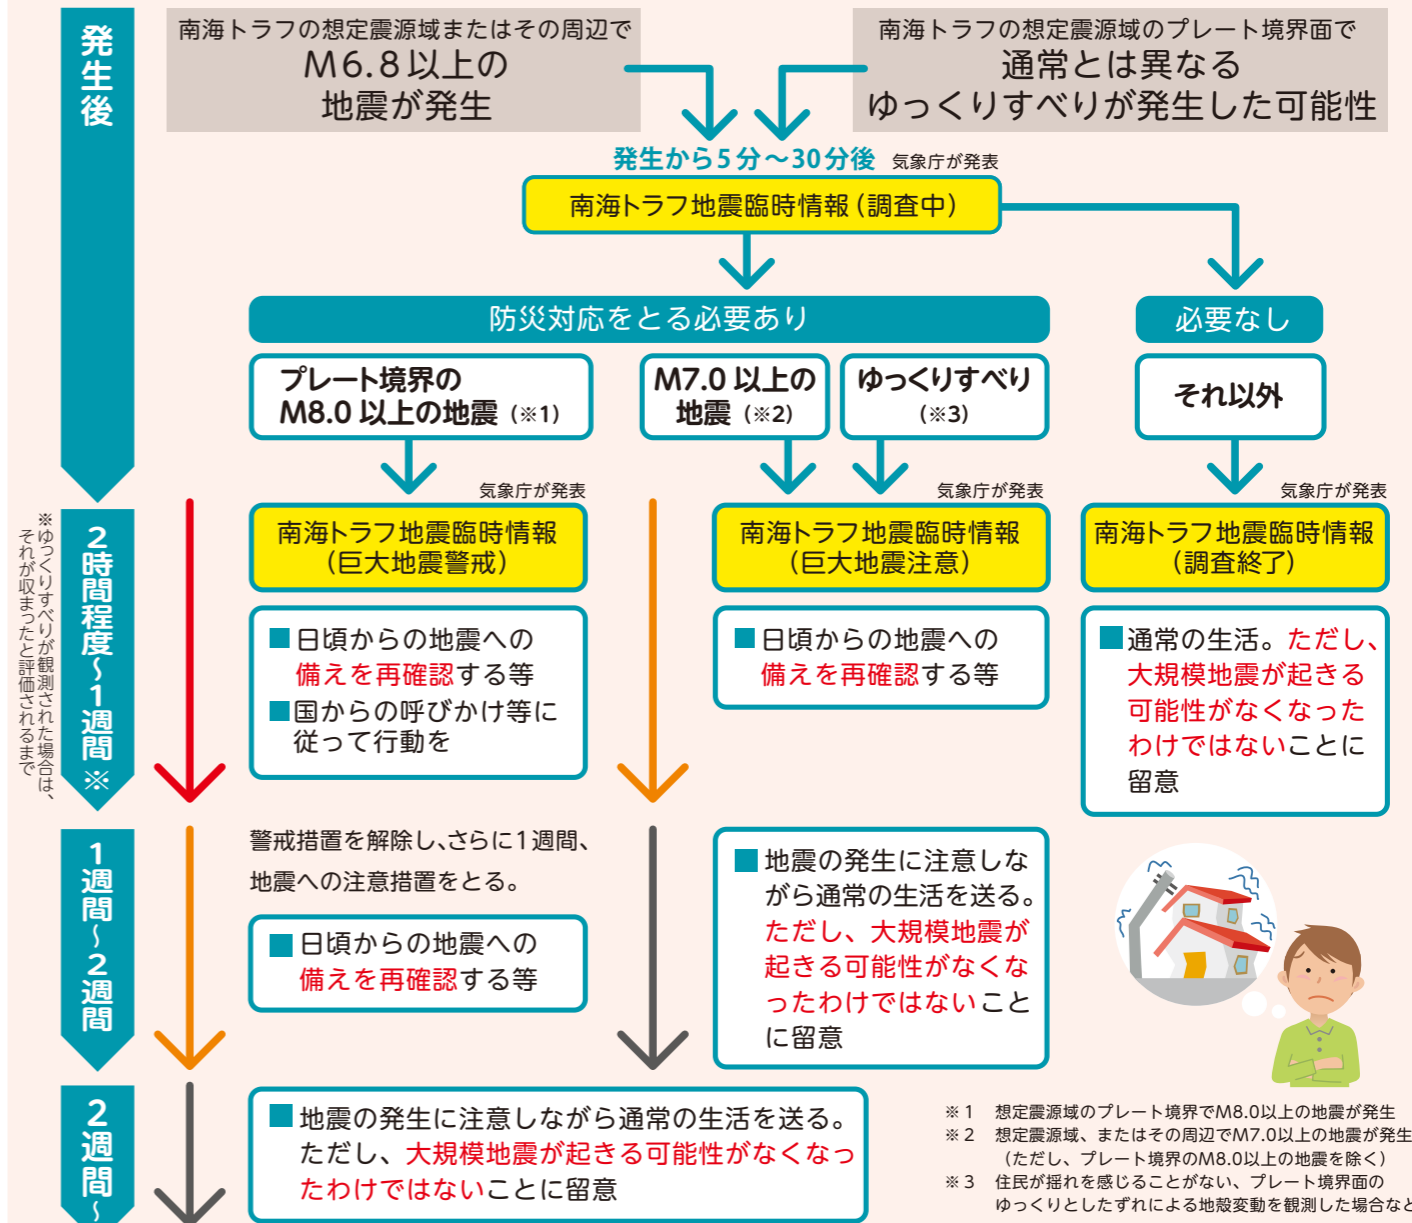 発生後
南海トラフの想定震源域またはその周辺で
M6.8以上の
地震が発生
南海トラフの想定震源域のプレート境界面で
通常とは異なる
ゆっくりすべりが発生した可能性
発生から5分～30分後 気象庁が発表
南海トラフ地震臨時情報（調査中）
防災対応をとる必要あり
必要なし
プレート境界の
M8.0以上の地震（※1）
M7.0以上の
地震（※2）
ゆっくりすべり
（※3）
それ以外
2時間程度～1週間※
※ゆっくりすべりが観測された場合は、
それが収まったと評価されるまで
気象庁が発表
南海トラフ地震臨時情報
（巨大地震警戒）
■日頃からの地震への
備えを再確認する等
■国からの呼びかけ等に
従って行動を
気象庁が発表
南海トラフ地震臨時情報
（巨大地震注意）
■日頃からの地震への
備えを再確認する等
気象庁が発表
南海トラフ地震臨時情報
（調査終了）
■通常の生活。ただし、
大規模地震が起きる
可能性がなくなった
わけではないことに
留意
1週間～2週間
警戒措置を解除し、さらに1週間、
地震への注意措置をとる。
■日頃からの地震への
備えを再確認する等
■地震の発生に注意しな
がら通常の生活を送る。
ただし、大規模地震が
起きる可能性がなくな
ったわけではないこと
に留意
2週間～
■地震の発生に注意しながら通常の生活を送る。
ただし、大規模地震が起きる可能性がなくなっ
たわけではないことに留意
※1 想定震源域のプレート境界でM8.0以上の地震が発生
※2 想定震源域、またはその周辺でM7.0以上の地震が発生
（ただし、プレート境界のM8.0以上の地震を除く）
※3 住民が揺れを感じることがない、プレート境界面の
ゆっくりとしたずれによる地殻変動を観測した場合など